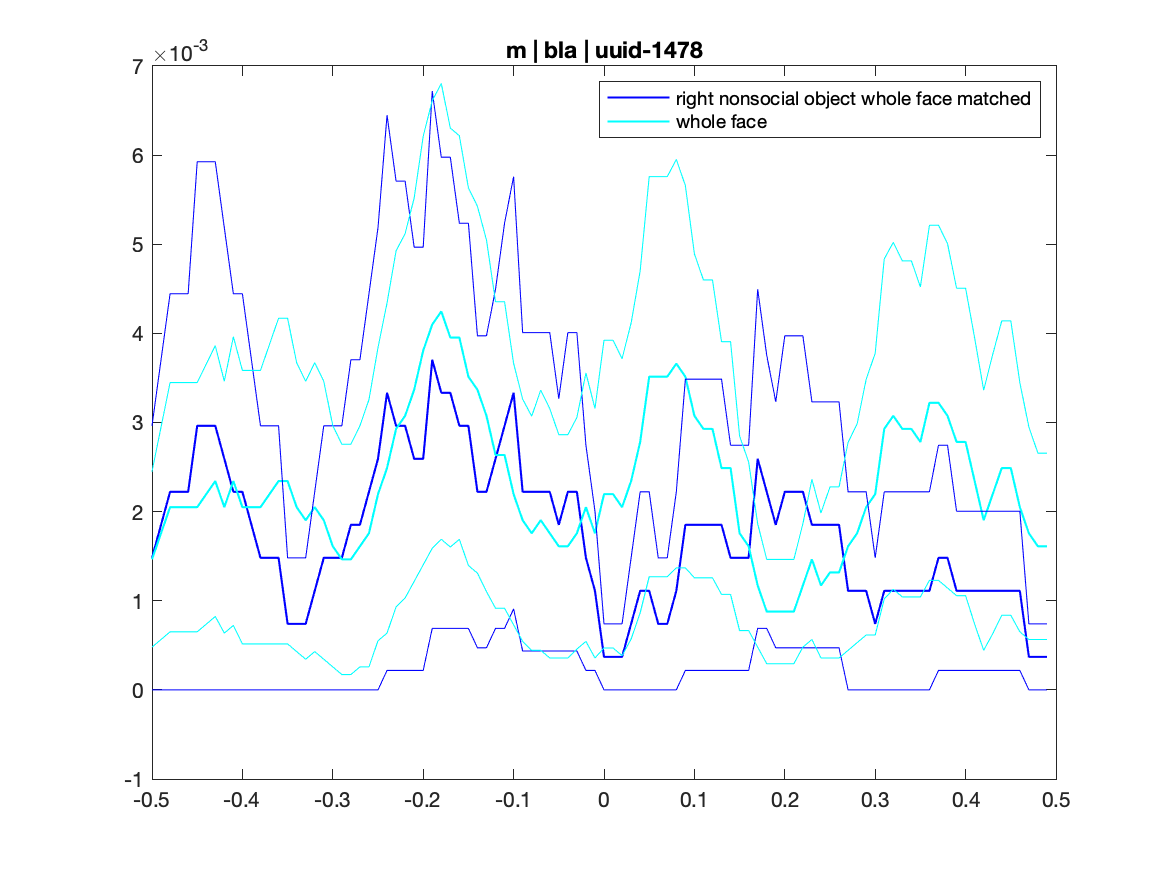 ×10-3
m | bla | uuid-1478
right nonsocial object whole face matched
whole face
7
6
5
4
3
2
1
0
-1
-0.5 -0.4 -0.3 -0.2 -0.1 0 0.1 0.2 0.3 0.4 0.5